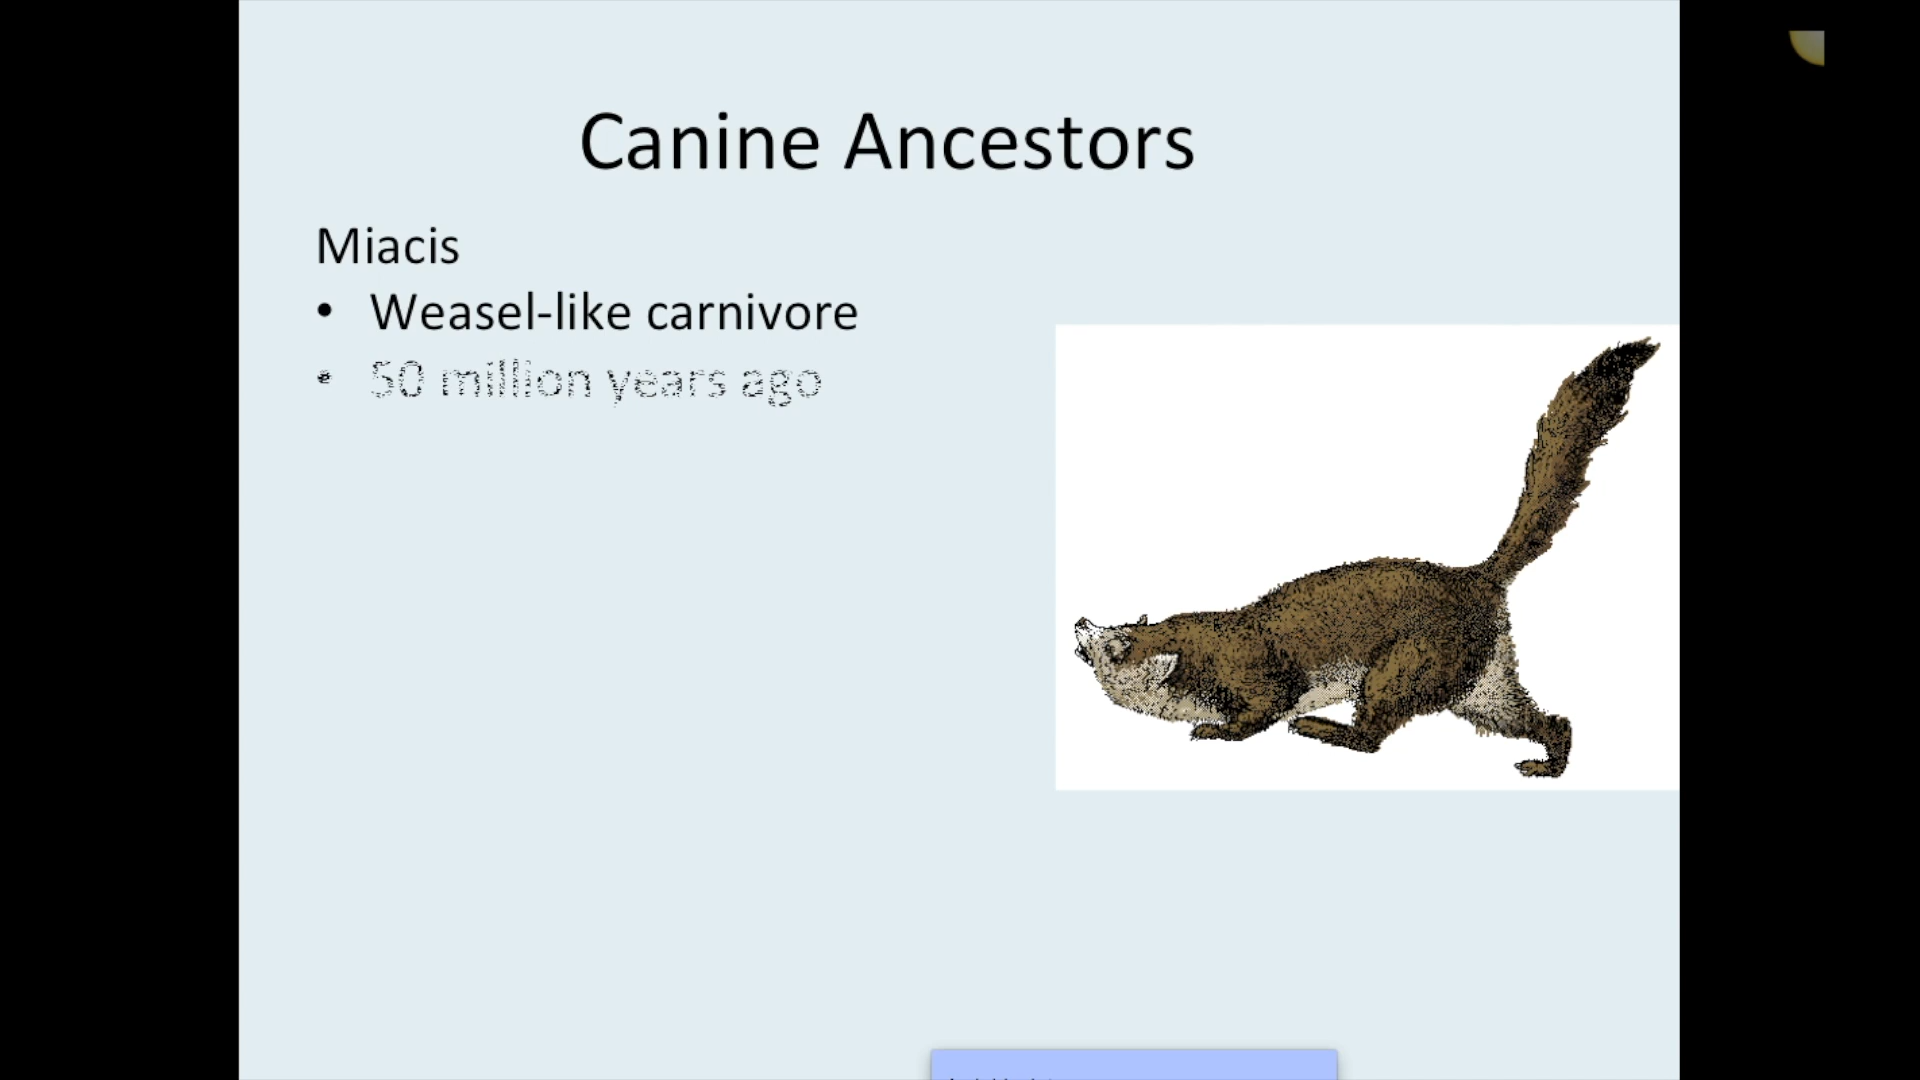 Canine Ancestors
Miacis
• Weasel-like carnivore
• 50 million years ago